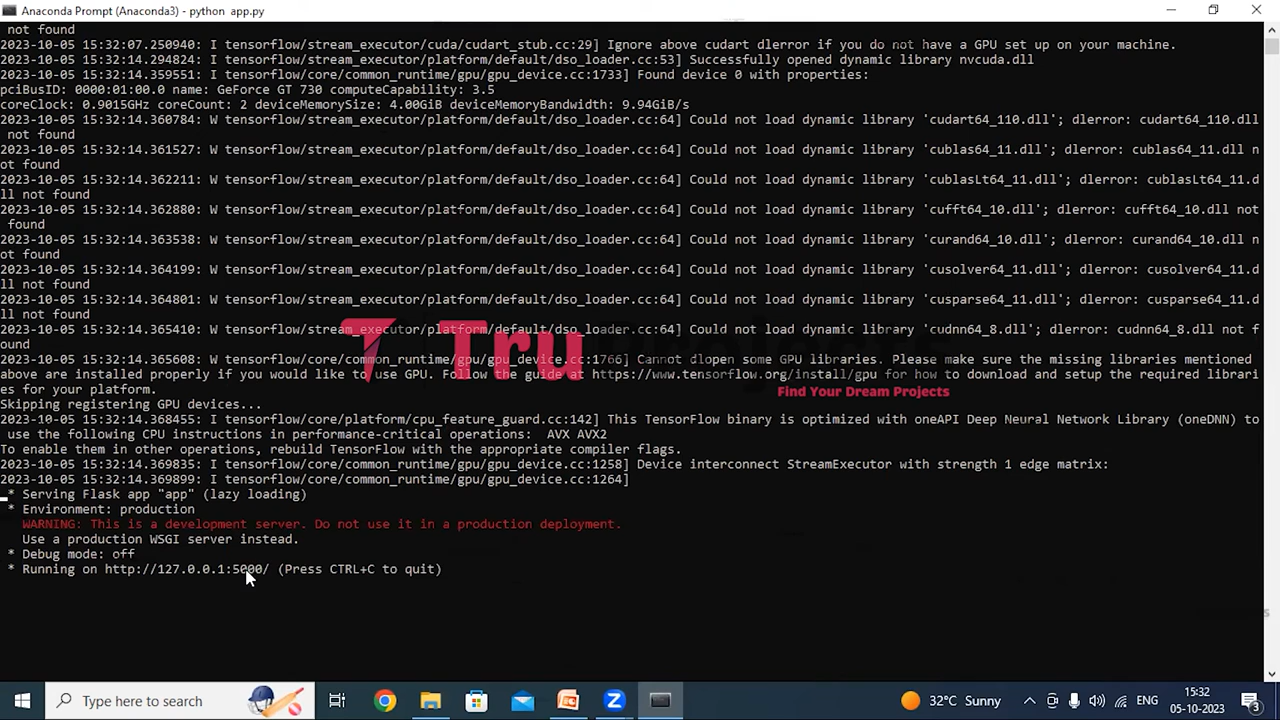 Anaconda Prompt (Anaconda3) - python  app.py
not found
2023-10-05 15:32:07.250940: I tensorflow/stream_executor/cuda/cudart_stub.cc:29] Ignore above cudart dlerror if you do not have a GPU set up on your machine.
2023-10-05 15:32:14.294824: I tensorflow/stream_executor/platform/default/dso_loader.cc:53] Successfully opened dynamic library nvcuda.dll
2023-10-05 15:32:14.359551: I tensorflow/core/common_runtime/gpu/gpu_device.cc:1733] Found device 0 with properties:
pciBusID: 0000:01:00.0 name: GeForce GT 730 computeCapability: 3.5
coreClock: 0.9015GHz coreCount: 2 deviceMemorySize: 4.00GiB deviceMemoryBandwidth: 9.94GiB/s
2023-10-05 15:32:14.360784: W tensorflow/stream_executor/platform/default/dso_loader.cc:64] Could not load dynamic library 'cudart64_110.dll'; dlerror: cudart64_110.dll
not found
2023-10-05 15:32:14.361527: W tensorflow/stream_executor/platform/default/dso_loader.cc:64] Could not load dynamic library 'cublas64_11.dll'; dlerror: cublas64_11.dll n
ot found
2023-10-05 15:32:14.362211: W tensorflow/stream_executor/platform/default/dso_loader.cc:64] Could not load dynamic library 'cublasLt64_11.dll'; dlerror: cublasLt64_11.d
ll not found
2023-10-05 15:32:14.362880: W tensorflow/stream_executor/platform/default/dso_loader.cc:64] Could not load dynamic library 'cufft64_10.dll'; dlerror: cufft64_10.dll not
found
2023-10-05 15:32:14.363538: W tensorflow/stream_executor/platform/default/dso_loader.cc:64] Could not load dynamic library 'curand64_10.dll'; dlerror: curand64_10.dll n
ot found
2023-10-05 15:32:14.364199: W tensorflow/stream_executor/platform/default/dso_loader.cc:64] Could not load dynamic library 'cusolver64_11.dll'; dlerror: cusolver64_11.d
ll not found
2023-10-05 15:32:14.364801: W tensorflow/stream_executor/platform/default/dso_loader.cc:64] Could not load dynamic library 'cusparse64_11.dll'; dlerror: cusparse64_11.d
ll not found
2023-10-05 15:32:14.365410: W tensorflow/stream_executor/platform/default/dso_loader.cc:64] Could not load dynamic library 'cudnn64_8.dll'; dlerror: cudnn64_8.dll not f
ound
2023-10-05 15:32:14.365608: W tensorflow/core/common_runtime/gpu/gpu_device.cc:1766] Cannot dlopen some GPU libraries. Please make sure the missing libraries mentioned
above are installed properly if you would like to use GPU. Follow the guide at https://www.tensorflow.org/install/gpu for how to download and setup the required librari
es for your platform.
Tru Projects
Find Your Dream Projects
Skipping registering GPU devices...
2023-10-05 15:32:14.368455: I tensorflow/core/platform/cpu_feature_guard.cc:142] This TensorFlow binary is optimized with oneAPI Deep Neural Network Library (oneDNN) to
use the following CPU instructions in performance-critical operations:  AVX AVX2
To enable them in other operations, rebuild TensorFlow with the appropriate compiler flags.
2023-10-05 15:32:14.369835: I tensorflow/core/common_runtime/gpu/gpu_device.cc:1258] Device interconnect StreamExecutor with strength 1 edge matrix:
2023-10-05 15:32:14.369899: I tensorflow/core/common_runtime/gpu/gpu_device.cc:1264]
* Serving Flask app "app" (lazy loading)
* Environment: production
WARNING: This is a development server. Do not use it in a production deployment.
Use a production WSGI server instead.
* Debug mode: off
* Running on http://127.0.0.1:5000/ (Press CTRL+C to quit)
Type here to search
32°C Sunny
ENG
15:32
05-10-2023
3